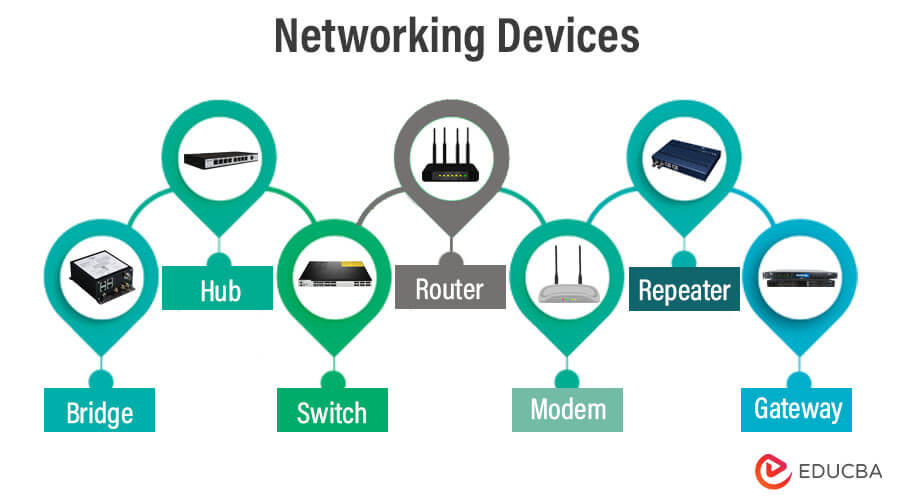 Networking Devices
Bridge
Hub
Switch
Router
Modem
Repeater
Gateway
EDUCBA